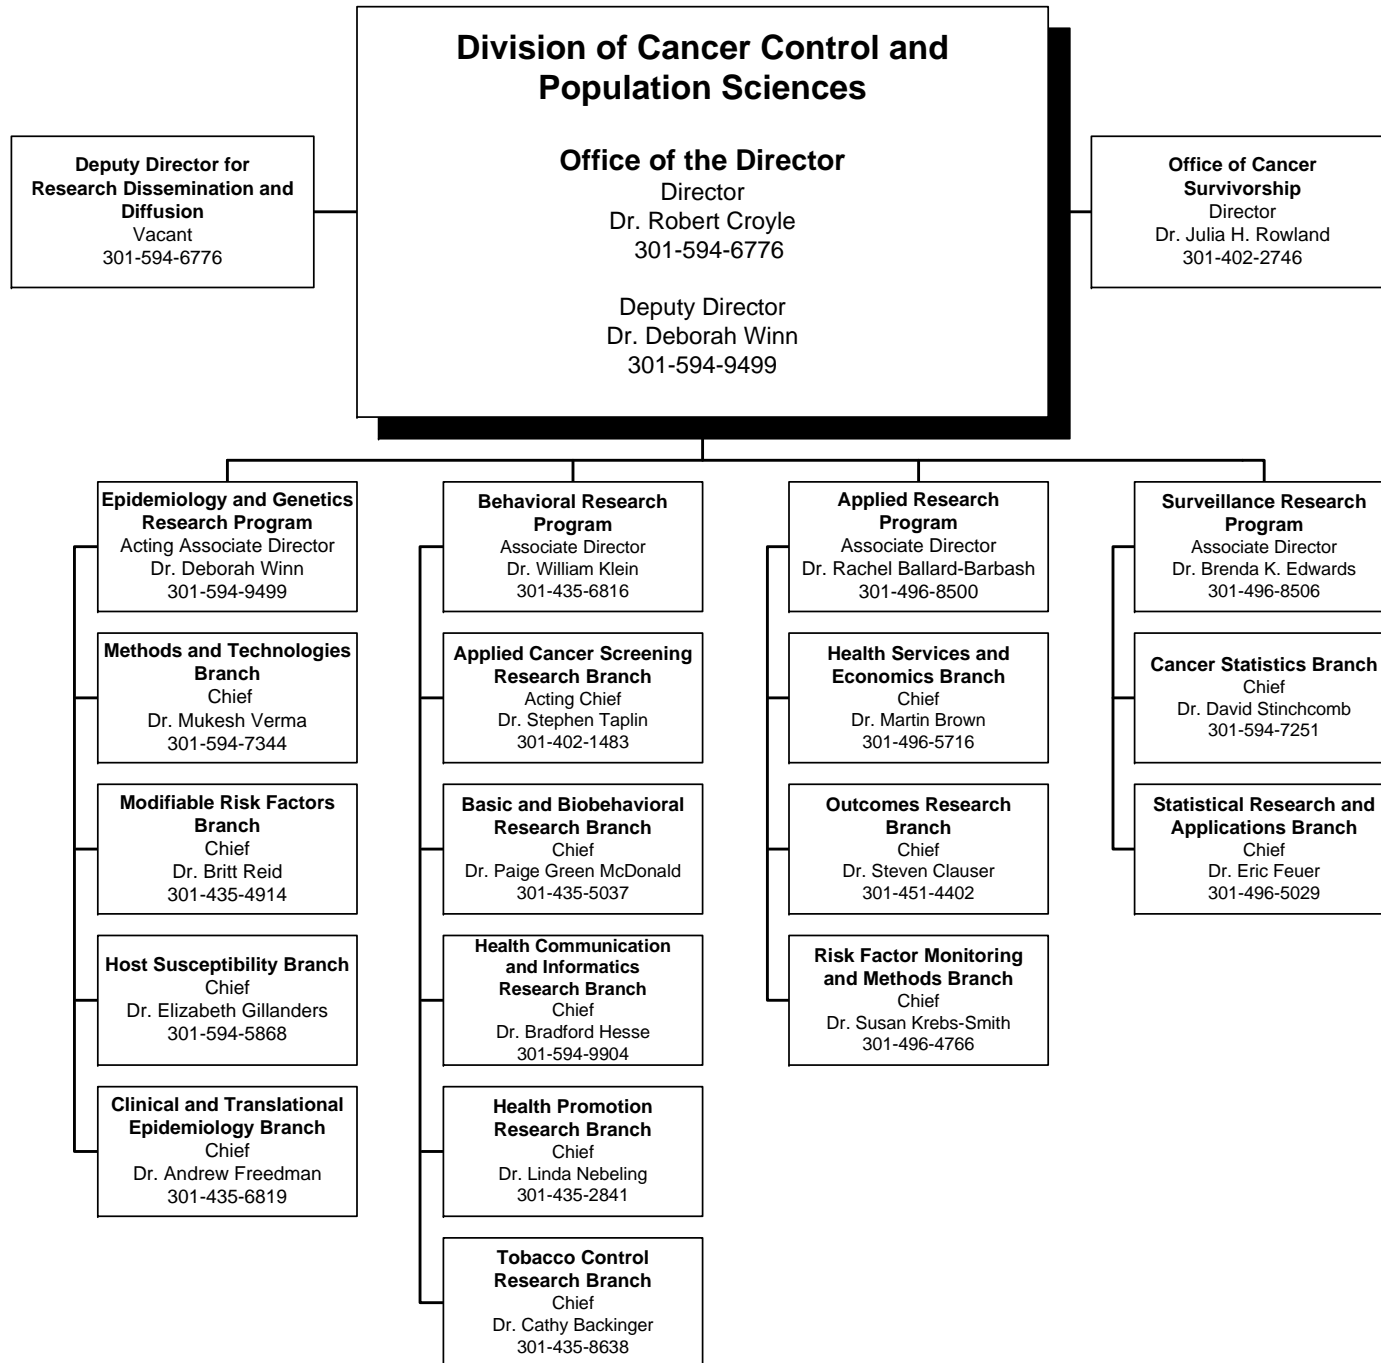 Division of Cancer Control and
Population Sciences
Office of the Director
Director
Dr. Robert Croyle
301-594-6776
Deputy Director
Dr. Deborah Winn
301-594-9499
Deputy Director for
Research Dissemination and
Diffusion
Vacant
301-594-6776
Office of Cancer
Survivorship
Director
Dr. Julia H. Rowland
301-402-2746
Epidemiology and Genetics
Research Program
Acting Associate Director
Dr. Deborah Winn
301-594-9499
Methods and Technologies
Branch
Chief
Dr. Mukesh Verma
301-594-7344
Modifiable Risk Factors
Branch
Chief
Dr. Britt Reid
301-435-4914
Host Susceptibility Branch
Chief
Dr. Elizabeth Gillanders
301-594-5868
Clinical and Translational
Epidemiology Branch
Chief
Dr. Andrew Freedman
301-435-6819
Behavioral Research
Program
Associate Director
Dr. William Klein
301-435-6816
Applied Cancer Screening
Research Branch
Acting Chief
Dr. Stephen Taplin
301-402-1483
Basic and Biobehavioral
Research Branch
Chief
Dr. Paige Green McDonald
301-435-5037
Health Communication
and Informatics
Research Branch
Chief
Dr. Bradford Hesse
301-594-9904
Health Promotion
Research Branch
Chief
Dr. Linda Nebeling
301-435-2841
Tobacco Control
Research Branch
Chief
Dr. Cathy Backinger
301-435-8638
Applied Research
Program
Associate Director
Dr. Rachel Ballard-Barbash
301-496-8500
Health Services and
Economics Branch
Chief
Dr. Martin Brown
301-496-5716
Outcomes Research
Branch
Chief
Dr. Steven Clauser
301-451-4402
Risk Factor Monitoring
and Methods Branch
Chief
Dr. Susan Krebs-Smith
301-496-4766
Surveillance Research
Program
Associate Director
Dr. Brenda K. Edwards
301-496-8506
Cancer Statistics Branch
Chief
Dr. David Stinchcomb
301-594-7251
Statistical Research and
Applications Branch
Chief
Dr. Eric Feuer
301-496-5029